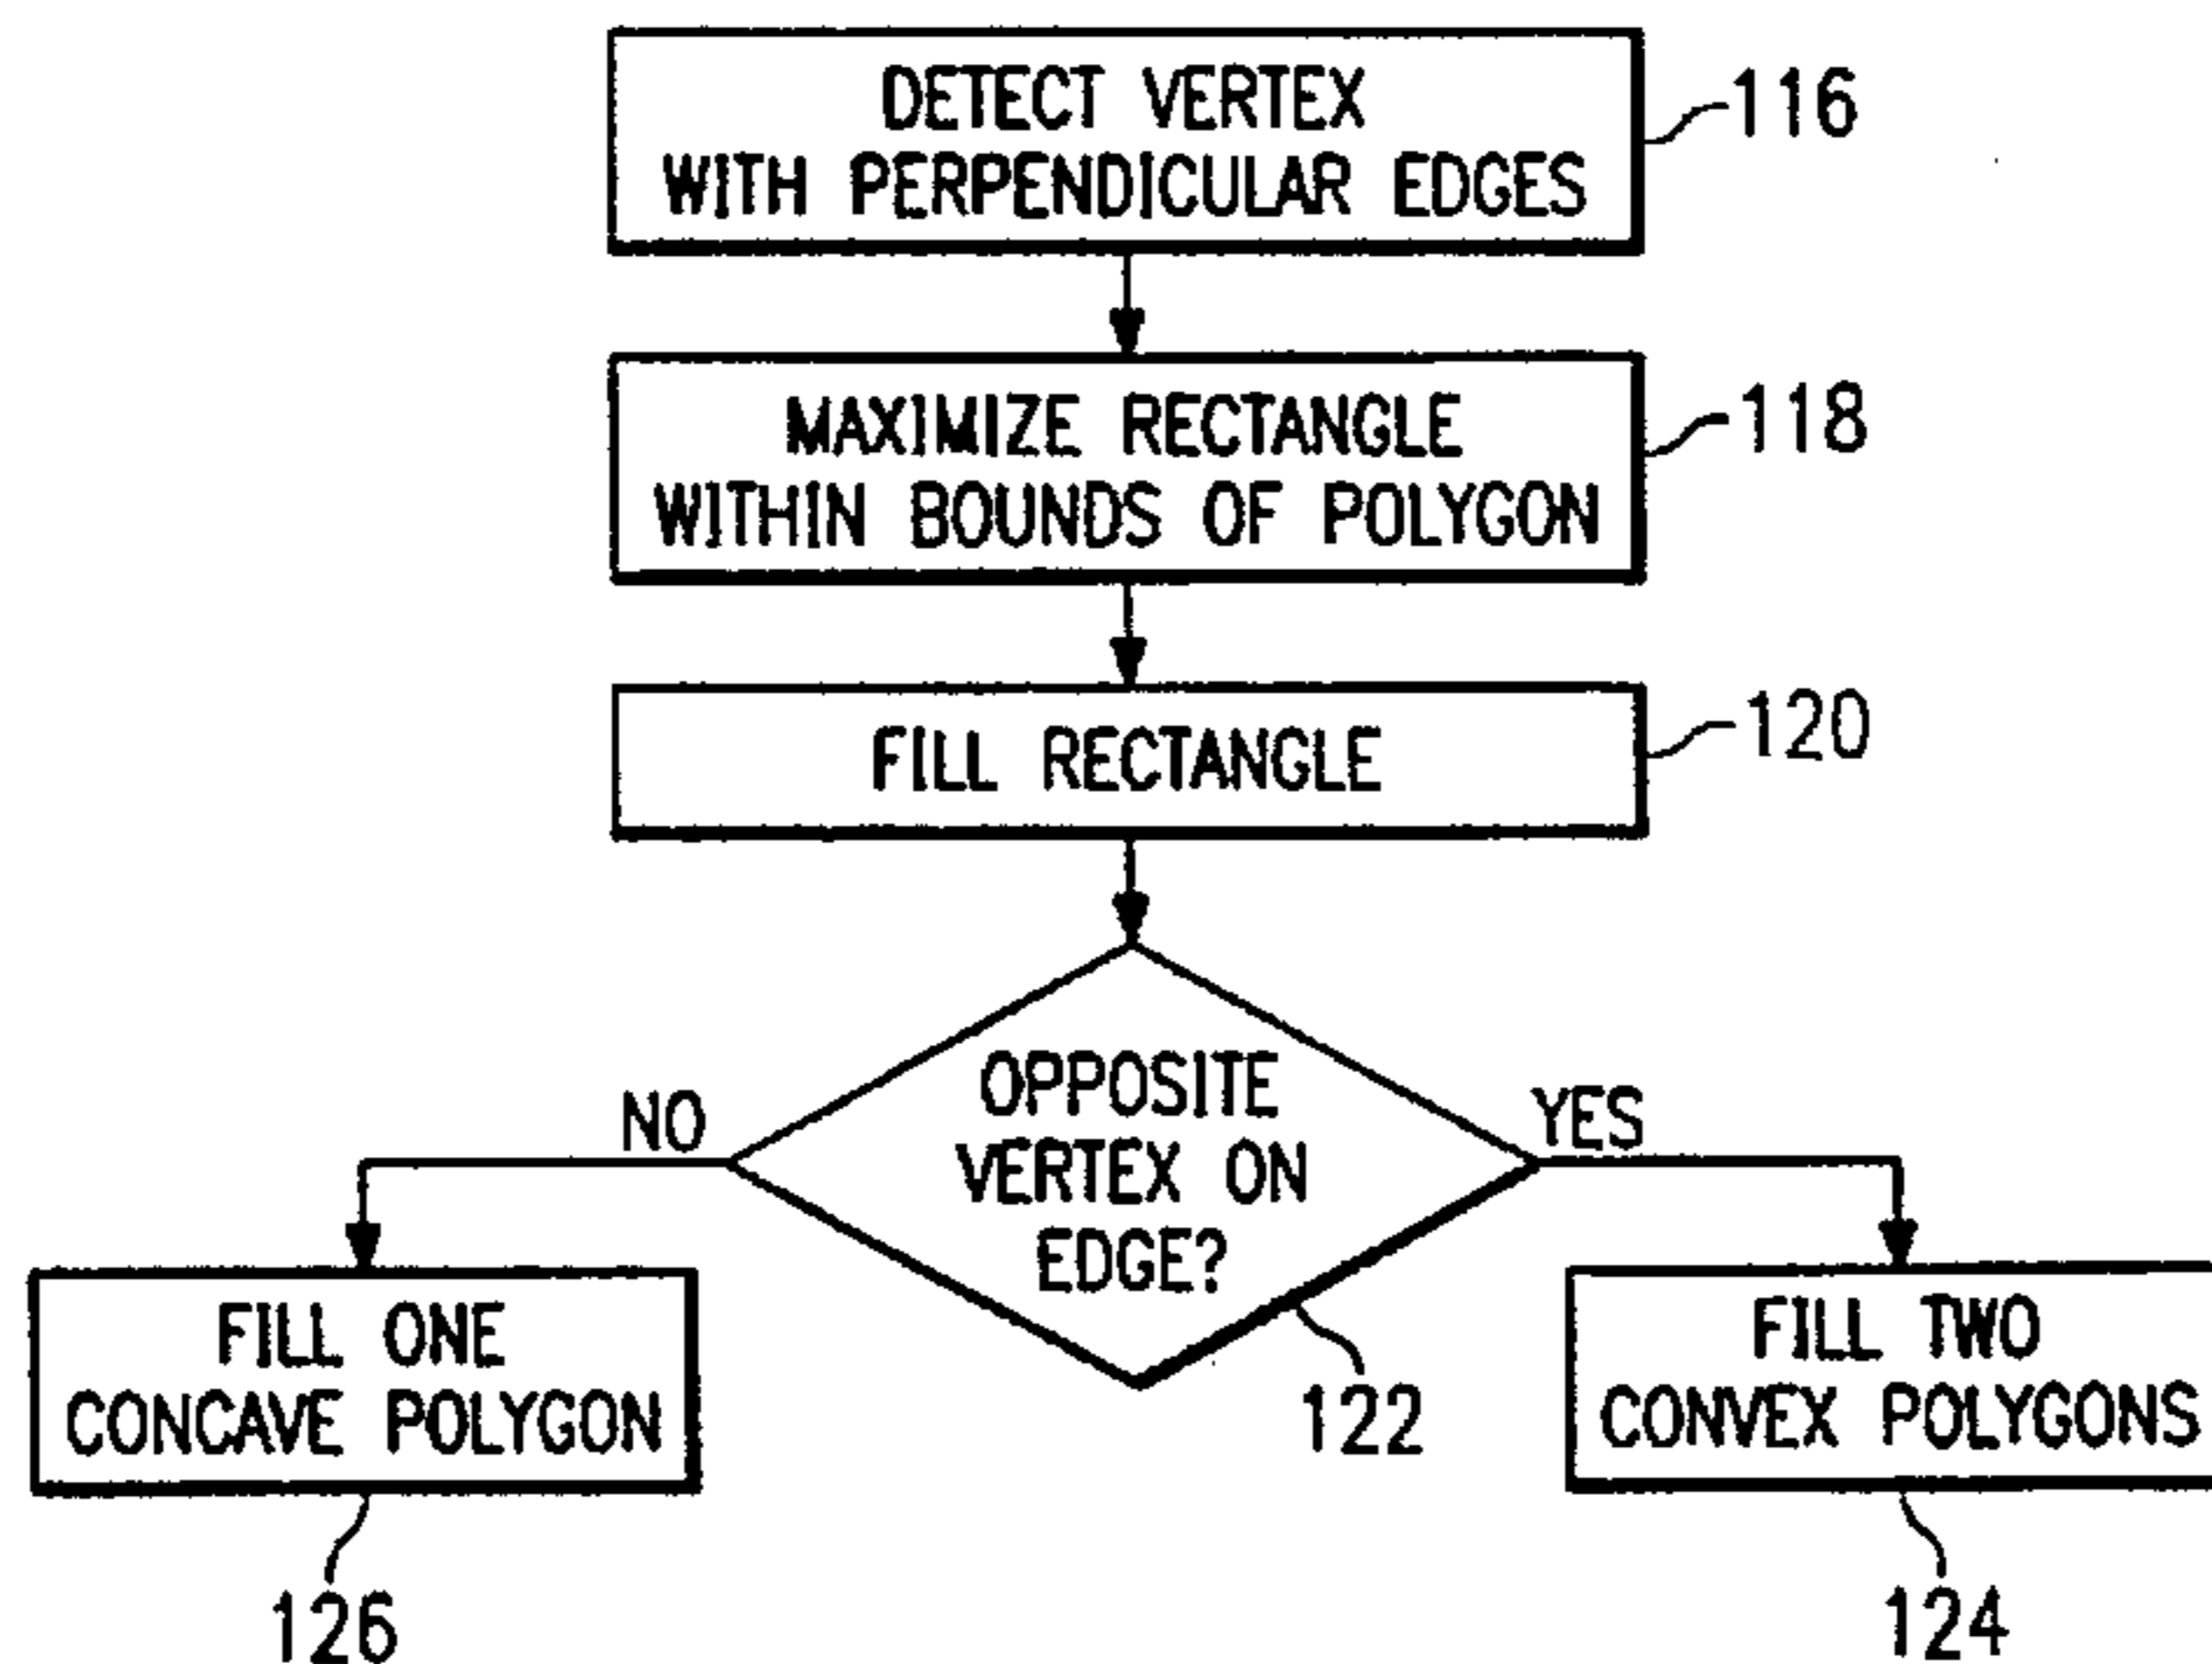 DETECT VERTEX
WITH PERPENDICULAR EDGES
116
MAXIMIZE RECTANGLE
WITHIN BOUNDS OF POLYGON
118
FILL RECTANGLE
120
OPPOSITE
VERTEX ON
EDGE?
122
NO
YES
FILL ONE
CONCAVE POLYGON
126
FILL TWO
CONVEX POLYGONS
124